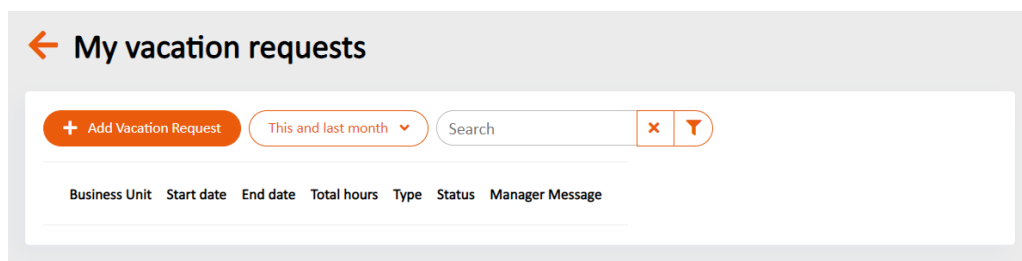 My vacation requests
Add Vacation Request This and last month Search
Business Unit Start date End date Total hours Type Status Manager Message